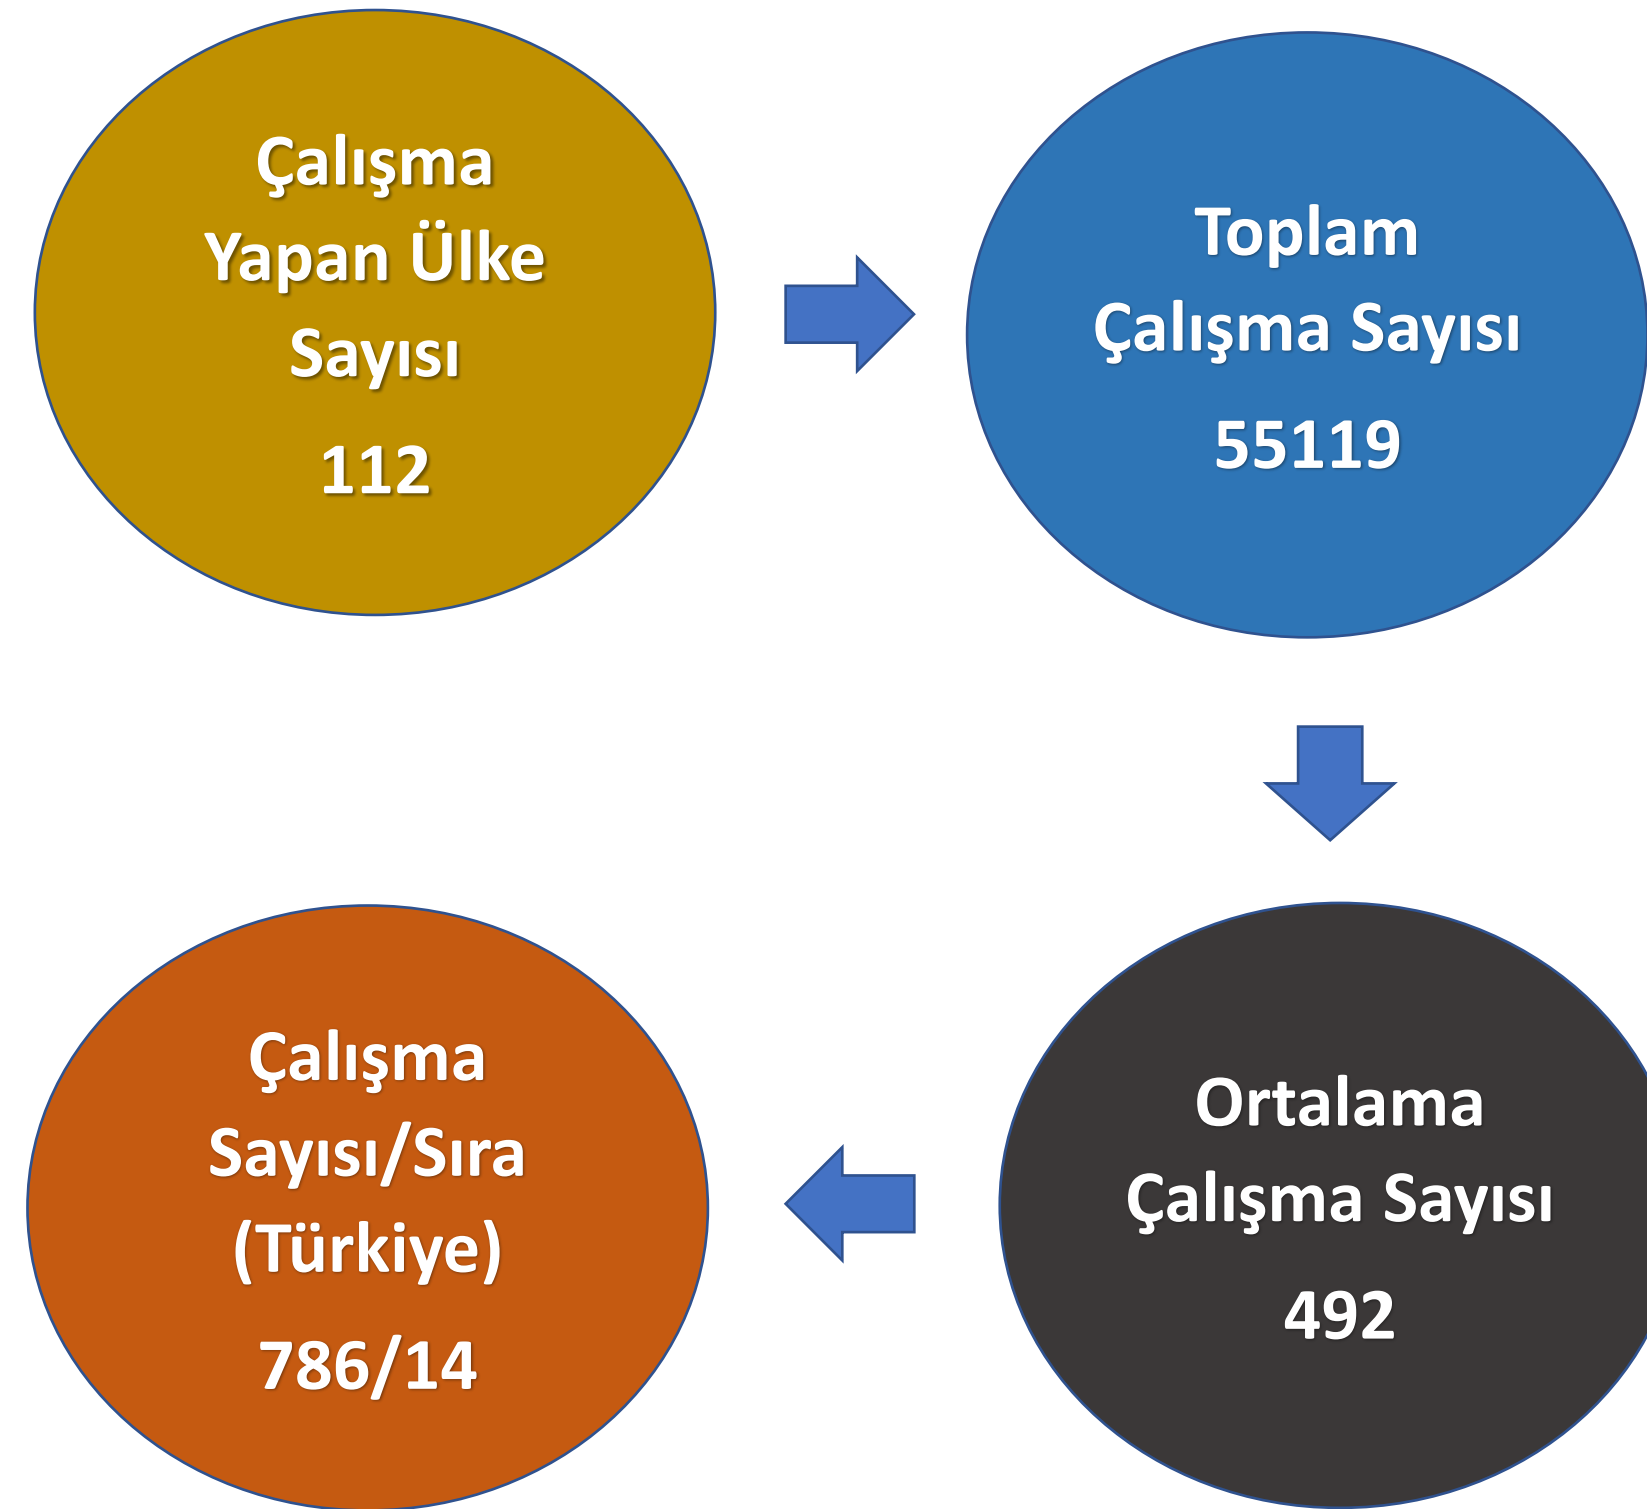 Çalışma
Yapan Ülke
Sayısı
112
Toplam
Çalışma Sayısı
55119
Ortalama
Çalışma Sayısı
492
Çalışma
Sayısı/Sıra
(Türkiye)
786/14